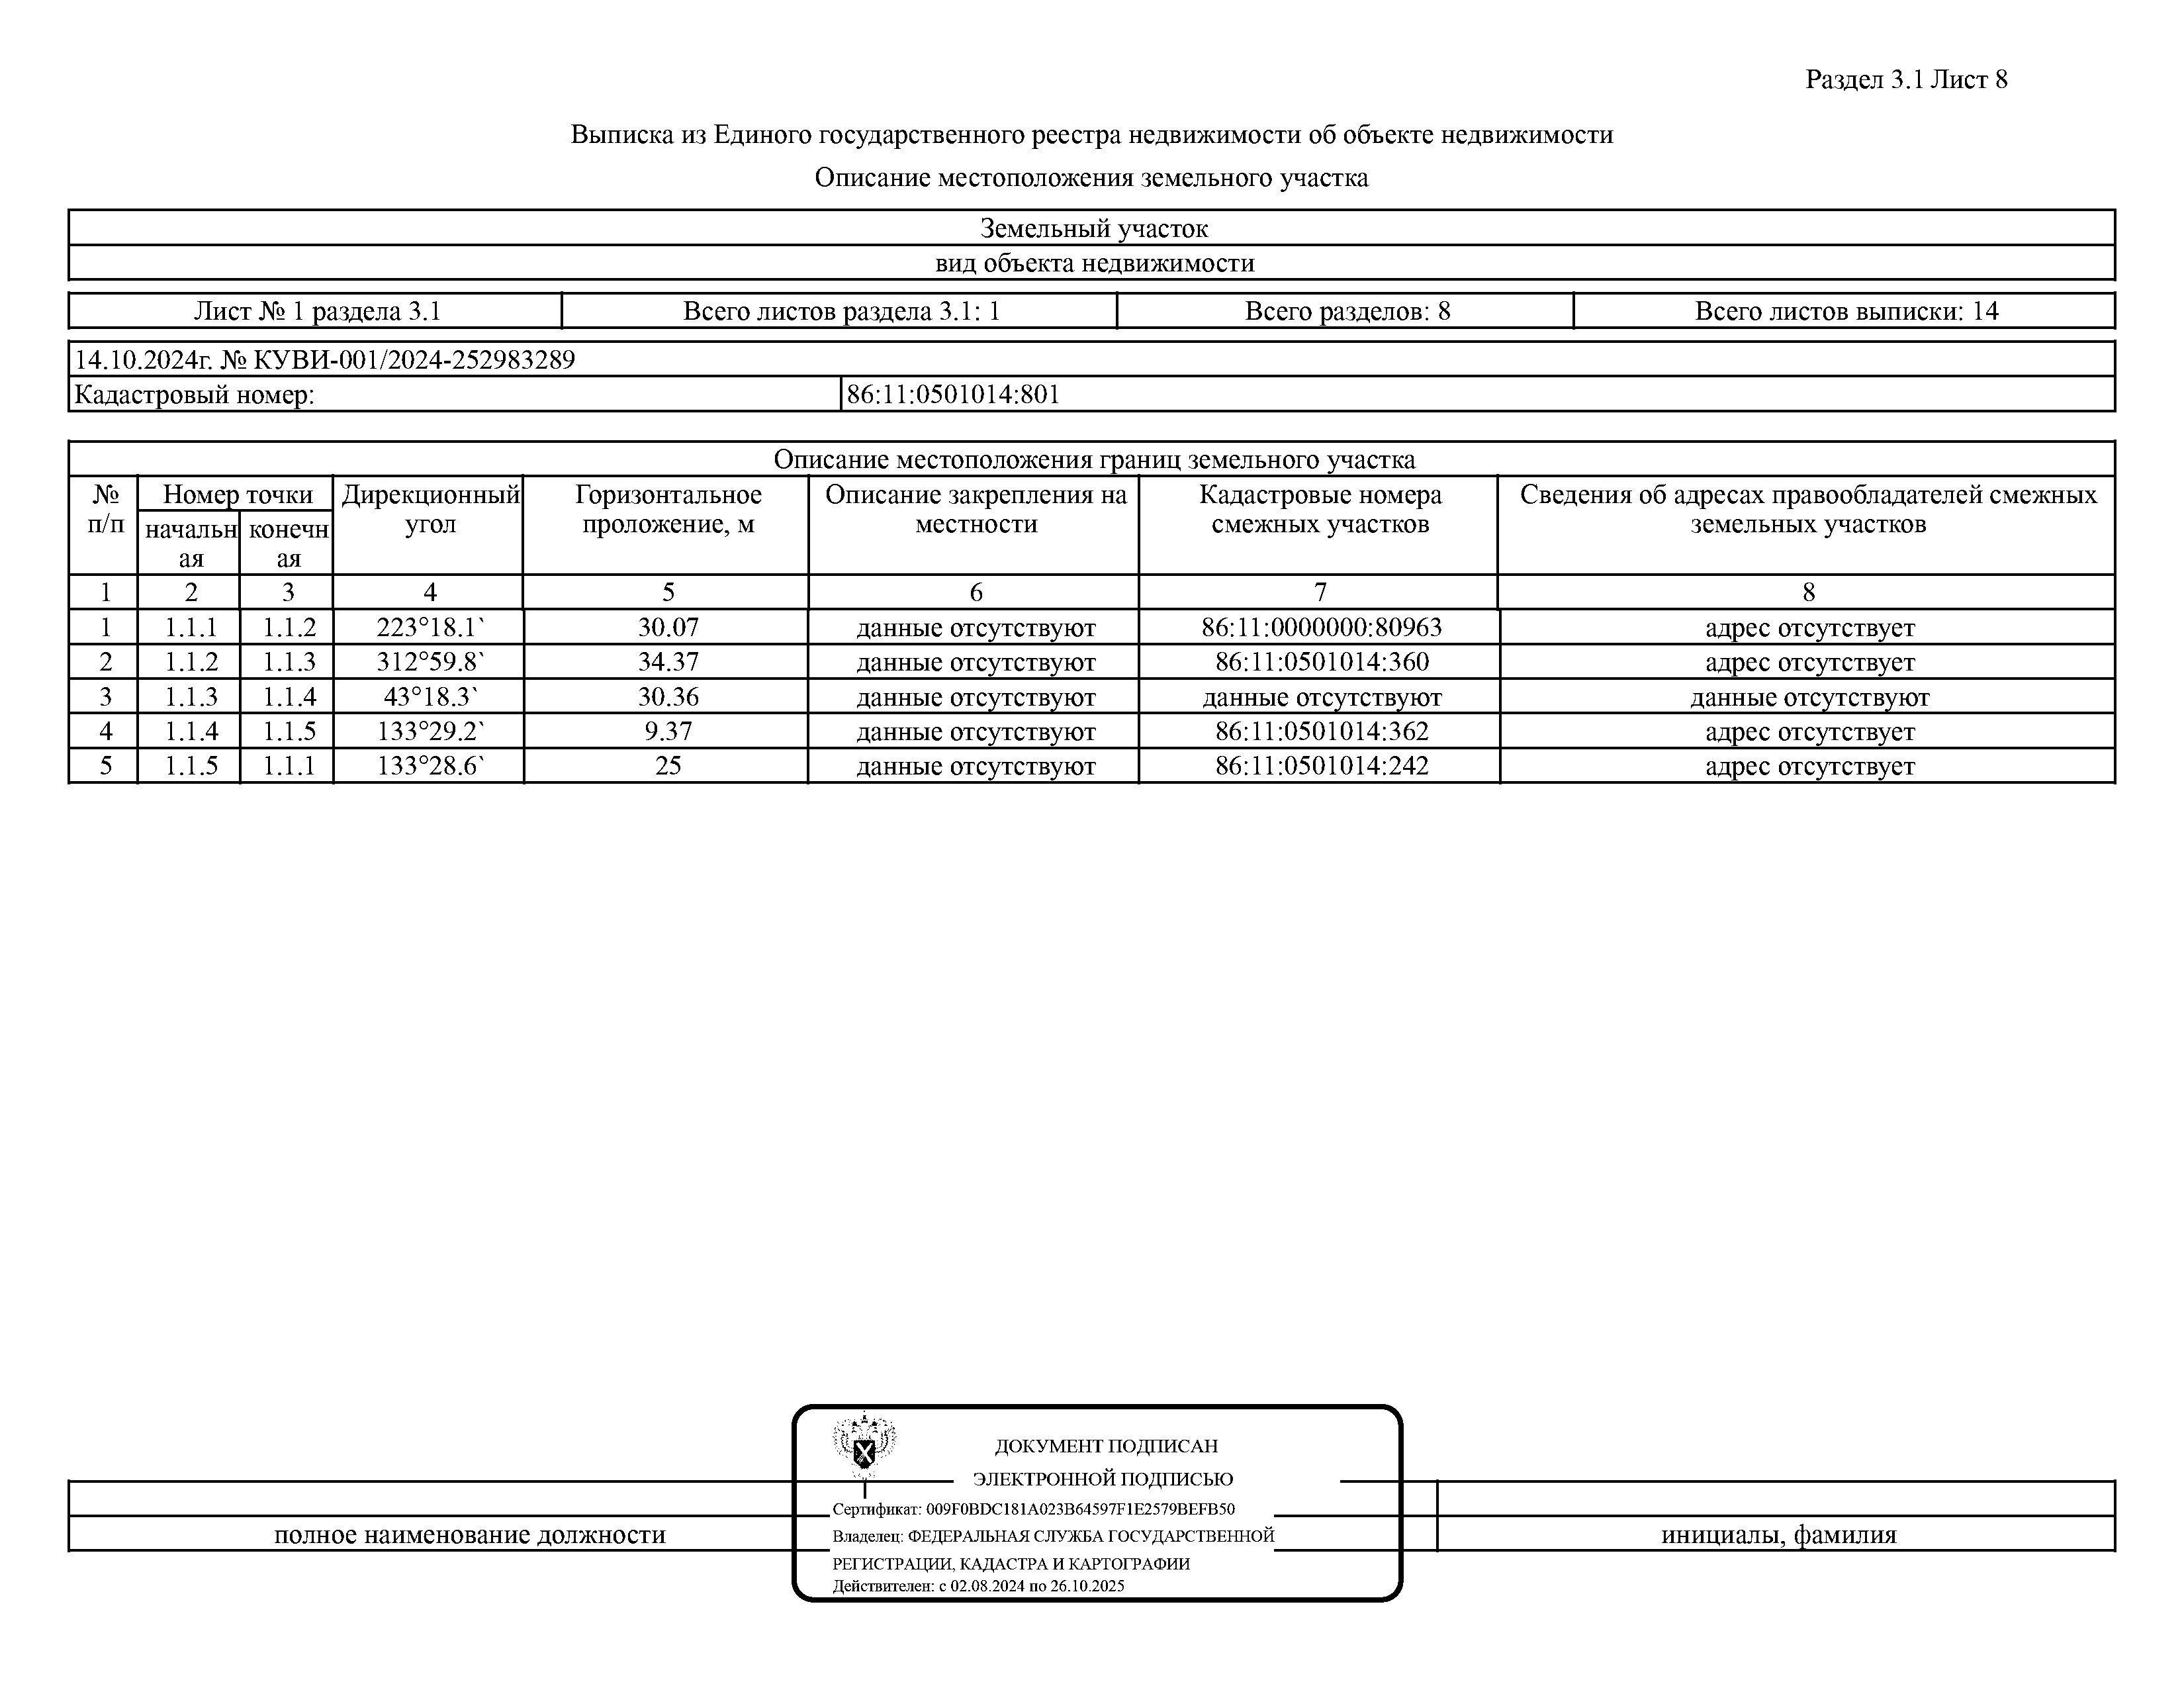 Раздел 3.1 Лист 8
Выписка из Единого государственного реестра недвижимости об объекте недвижимости
Описание местоположения земельного участка
Земельный участок
вид объекта недвижимости
Лист № 1 раздела 3.1 Всего листов раздела 3.1: 1 Всего разделов: 8 Всего листов выписки: 14
14.10.2024г. № КУВИ-001/2024-252983289
Кадастровый номер: 86:11:0501014:801
Описание местоположения границ земельного участка
№ п/п Номер точки Дирекционный угол Горизонтальное проложение, м Описание закрепления на местности Кадастровые номера смежных участков Сведения об адресах правообладателей смежных земельных участков
начальн ая конечн ая
1 2 3 4 5 6 7 8
1 1.1.1 1.1.2 223°18.1` 30.07 данные отсутствуют 86:11:0000000:80963 адрес отсутствует
2 1.1.2 1.1.3 312°59.8` 34.37 данные отсутствуют 86:11:0501014:360 адрес отсутствует
3 1.1.3 1.1.4 43°18.3` 30.36 данные отсутствуют данные отсутствуют данные отсутствуют
4 1.1.4 1.1.5 133°29.2` 9.37 данные отсутствуют 86:11:0501014:362 адрес отсутствует
5 1.1.5 1.1.1 133°28.6` 25 данные отсутствуют 86:11:0501014:242 адрес отсутствует
ДОКУМЕНТ ПОДПИСАН
ЭЛЕКТРОННОЙ ПОДПИСЬЮ
Сертификат: 009F0BDC181A023B64597F1E2579BEFB50
Владелец: ФЕДЕРАЛЬНАЯ СЛУЖБА ГОСУДАРСТВЕННОЙ
РЕГИСТРАЦИИ, КАДАСТРА И КАРТОГРАФИИ
Действителен: с 02.08.2024 по 26.10.2025
полное наименование должности
инициалы, фамилия